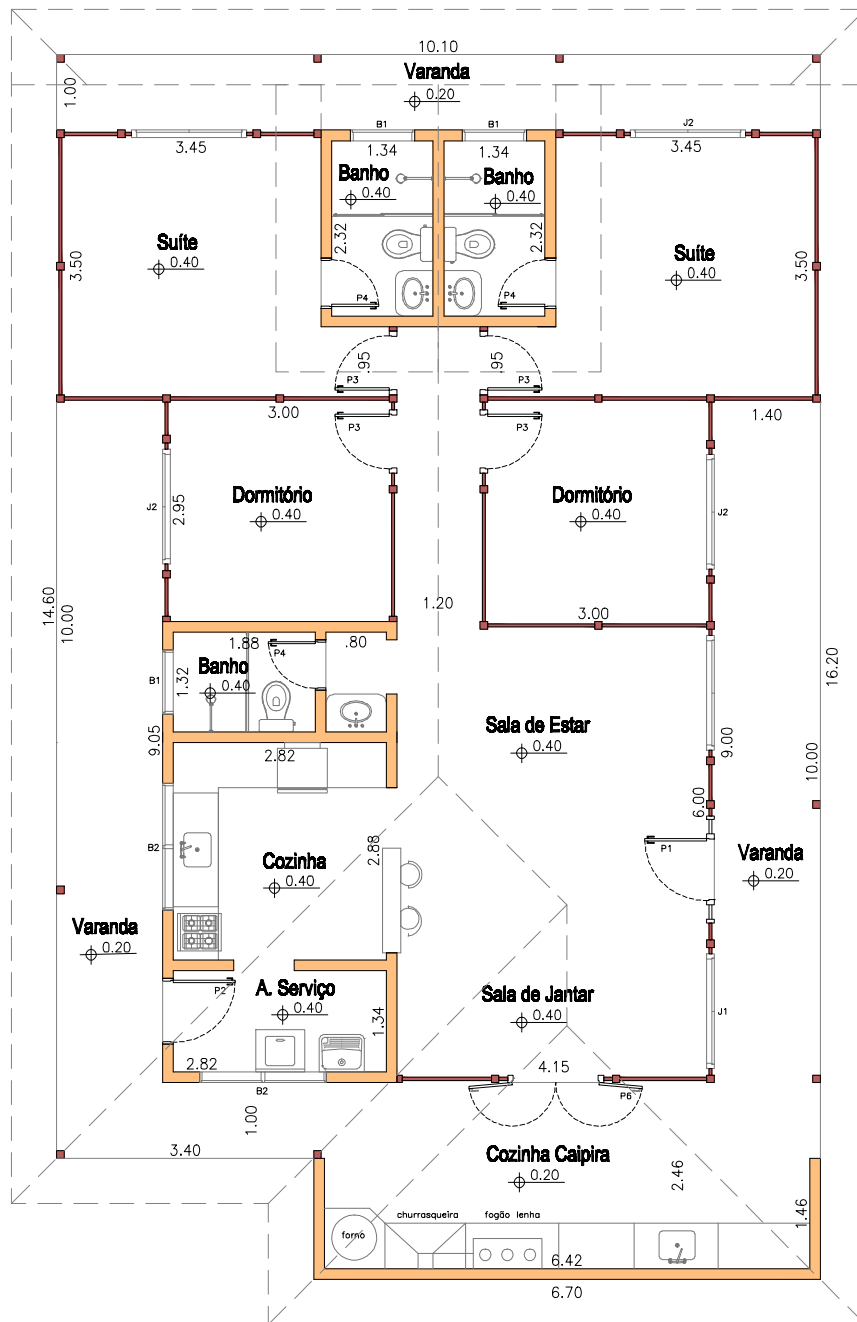 10.10
Varanda
0.20
1.00
B1
B1
J2
3.45
1.34
1.34
3.45
Banho
0.40
Banho
0.40
2.32
2.32
Suíte
0.40
Suíte
0.40
3.50
3.50
P4
P4
.95
.95
P3
P3
3.00
1.40
P3
P3
Dormitório
0.40
Dormitório
0.40
J2
2.95
J2
14.60
10.00
1.20
3.00
1.88
.80
P4
Banho
0.40
B1
1.32
16.20
Sala de Estar
0.40
9.05
2.82
9.00
10.00
6.00
B2
2.88
P1
Cozinha
0.40
Varanda
0.20
Varanda
0.20
P2
A. Serviço
0.40
Sala de Jantar
0.40
1.34
J1
2.82
4.15
B2
P6
1.00
3.40
Cozinha Caipira
0.20
2.46
1.46
churrasqueira
fogão lenha
forno
6.42
6.70